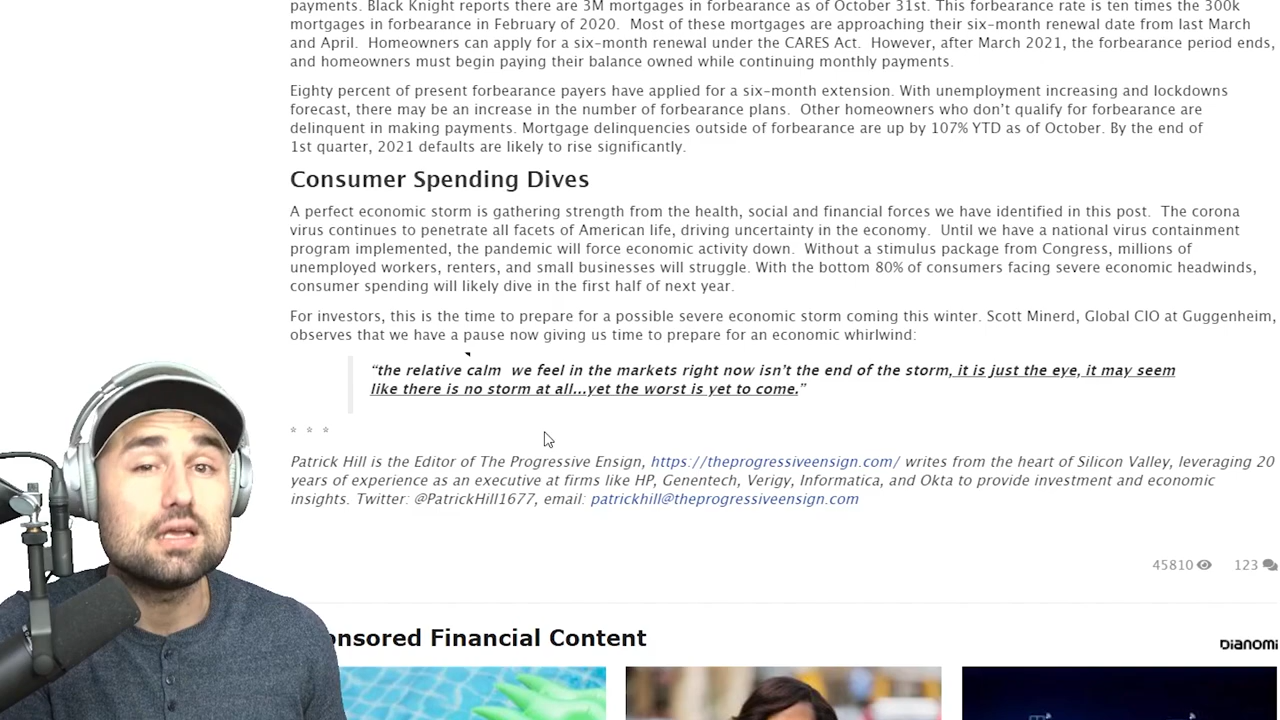 payments. Black Knight reports there are 3M mortgages in forbearance as of October 31st. This forbearance rate is ten times the 300k
mortgages in forbearance in February of 2020.  Most of these mortgages are approaching their six-month renewal date from last March
and April.  Homeowners can apply for a six-month renewal under the CARES Act.  However, after March 2021, the forbearance period ends,
and homeowners must begin paying their balance owned while continuing monthly payments.
Eighty percent of present forbearance payers have applied for a six-month extension. With unemployment increasing and lockdowns
forecast, there may be an increase in the number of forbearance plans.  Other homeowners who don't qualify for forbearance are
delinquent in making payments. Mortgage delinquencies outside of forbearance are up by 107% YTD as of October. By the end of
1st quarter, 2021 defaults are likely to rise significantly.
Consumer Spending Dives
A perfect economic storm is gathering strength from the health, social and financial forces we have identified in this post.  The corona
virus continues to penetrate all facets of American life, driving uncertainty in the economy.  Until we have a national virus containment
program implemented, the pandemic will force economic activity down.  Without a stimulus package from Congress, millions of
unemployed workers, renters, and small businesses will struggle. With the bottom 80% of consumers facing severe economic headwinds,
consumer spending will likely dive in the first half of next year.
For investors, this is the time to prepare for a possible severe economic storm coming this winter. Scott Minerd, Global CIO at Guggenheim,
observes that we have a pause now giving us time to prepare for an economic whirlwind:
“the relative calm  we feel in the markets right now isn't the end of the storm, it is just the eye, it may seem
like there is no storm at all...yet the worst is yet to come.”
* * *
Patrick Hill is the Editor of The Progressive Ensign, https://theprogressiveensign.com/ writes from the heart of Silicon Valley, leveraging 20
years of experience as an executive at firms like HP, Genentech, Verigy, Informatica, and Okta to provide investment and economic
insights. Twitter: @PatrickHill1677, email: patrickhill@theprogressiveensign.com
45810 123
onsored Financial Content
DIANOMI